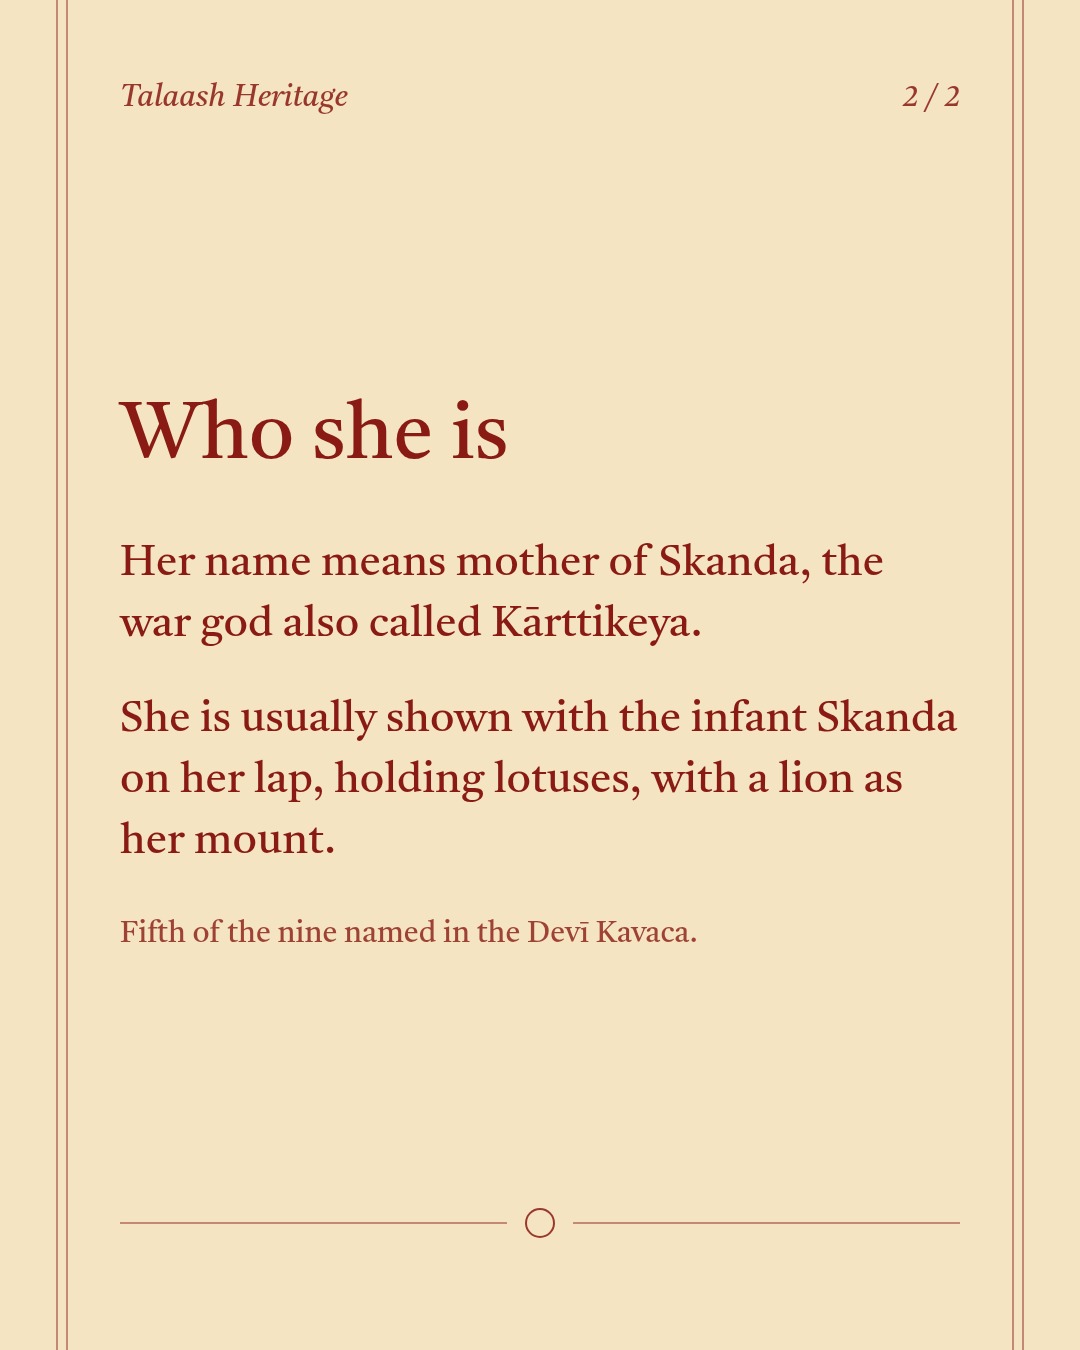 Talaash Heritage
2 / 2
Who she is
Her name means mother of Skanda, the
war god also called Kārttikeya.
She is usually shown with the infant Skanda
on her lap, holding lotuses, with a lion as
her mount.
Fifth of the nine named in the Devī Kavaca.